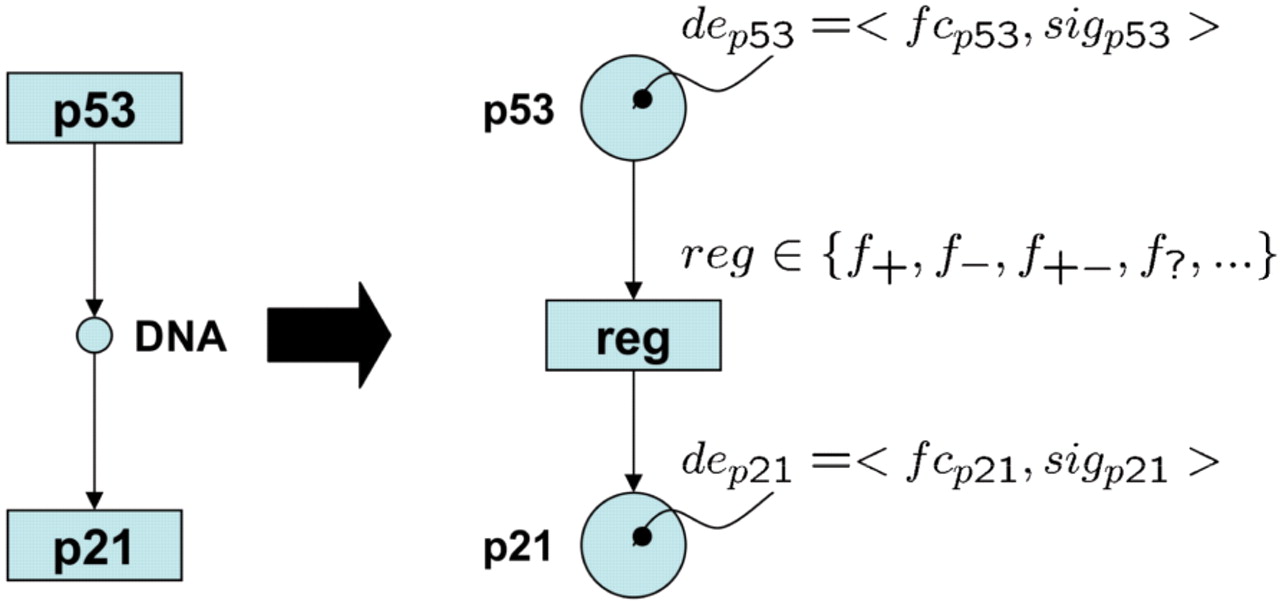 p53
DNA
p21
de_{p53} =< fc_{p53}, sig_{p53} >
p53
reg ∈ {f_+, f_−, f_{+−}, f_?, ...}
reg
de_{p21} =< fc_{p21}, sig_{p21} >
p21